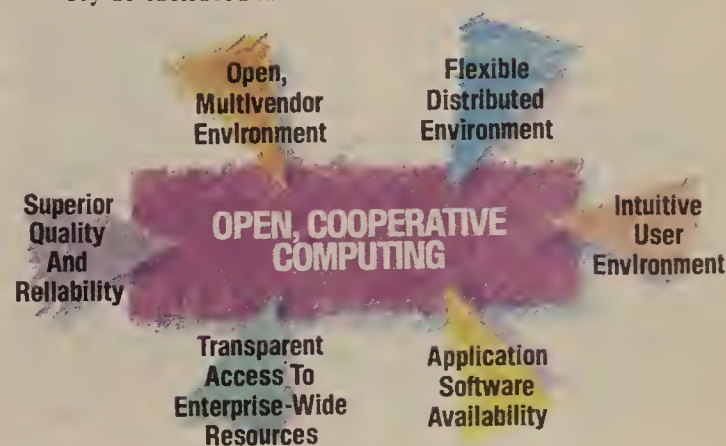 Open,
Multivendor
Environment
Flexible
Distributed
Environment
Superior
Quality
And
Reliability
OPEN, COOPERATIVE
COMPUTING
Intuitive
User
Environment
Transparent
Access To
Enterprise-Wide
Resources
Application
Software
Availability